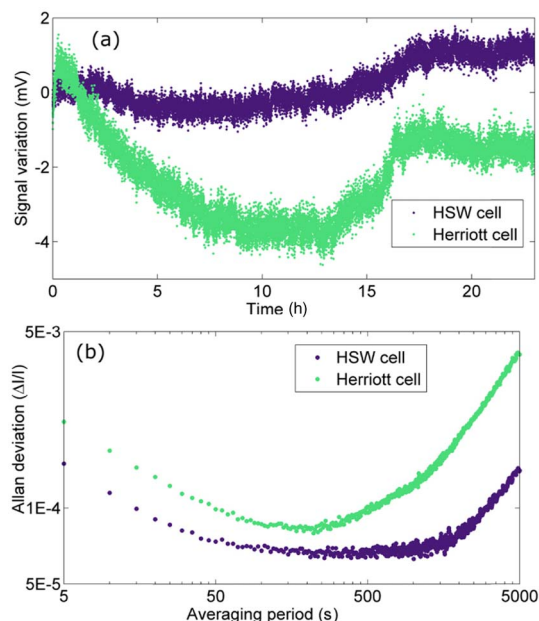 (a)
Signal variation (mV)
2
0
-2
-4
HSW cell
Herriott cell
0
5
10
15
20
Time (h)
(b)
Allan deviation (ΔI/I)
5E-3
1E-4
5E-5
HSW cell
Herriott cell
5
50
500
5000
Averaging period (s)